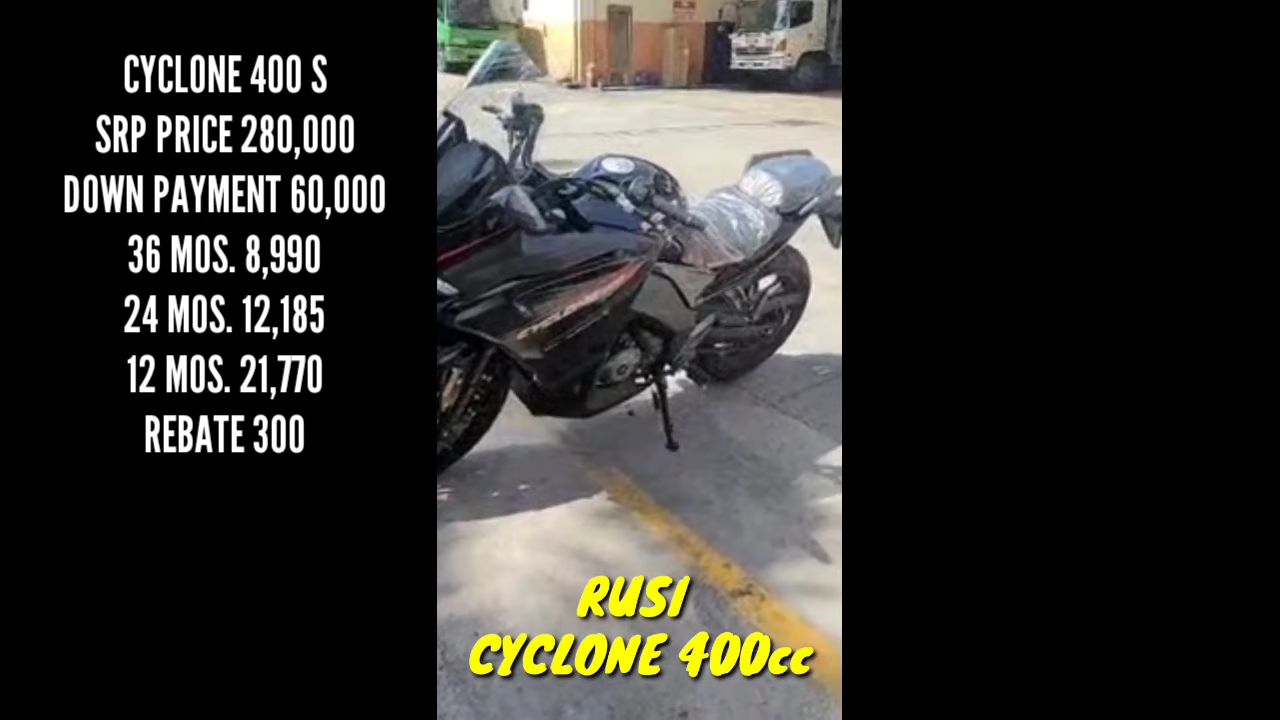 CYCLONE 400 S
SRP PRICE 280,000
DOWN PAYMENT 60,000
36 MOS. 8,990
24 MOS. 12,185
12 MOS. 21,770
REBATE 300
RUSI
CYCLONE 400cc